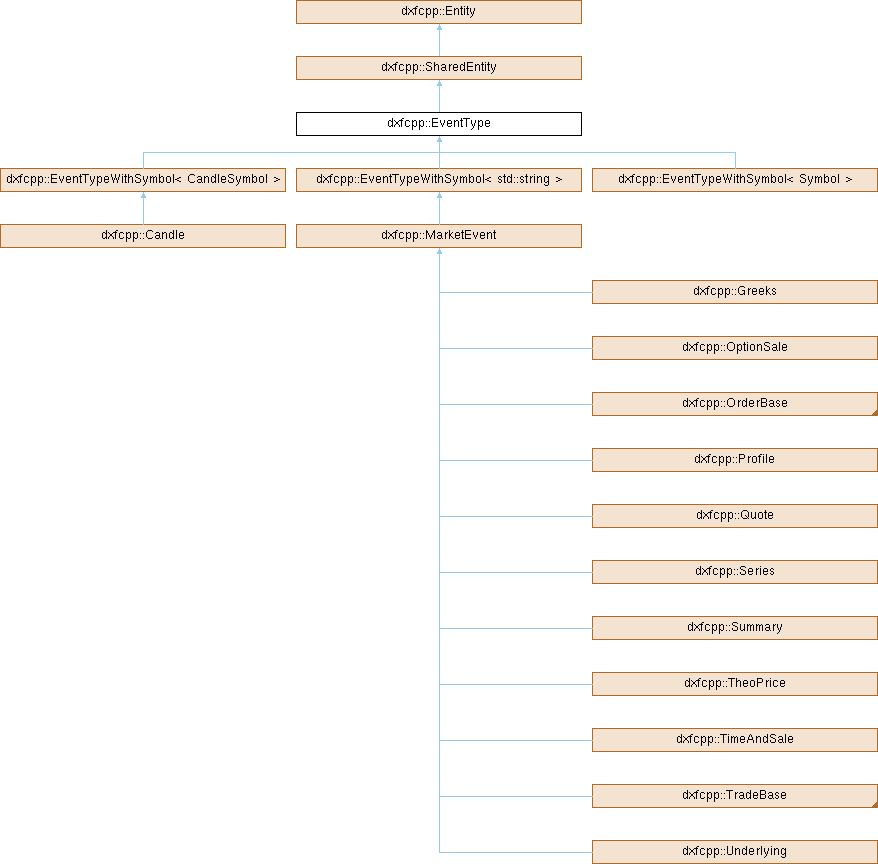 dxfcpp::Entity
dxfcpp::SharedEntity
dxfcpp::EventType
dxfcpp::EventTypeWithSymbol< CandleSymbol >
dxfcpp::EventTypeWithSymbol< std::string >
dxfcpp::EventTypeWithSymbol< Symbol >
dxfcpp::Candle
dxfcpp::MarketEvent
dxfcpp::Greeks
dxfcpp::OptionSale
dxfcpp::OrderBase
dxfcpp::Profile
dxfcpp::Quote
dxfcpp::Series
dxfcpp::Summary
dxfcpp::TheoPrice
dxfcpp::TimeAndSale
dxfcpp::TradeBase
dxfcpp::Underlying